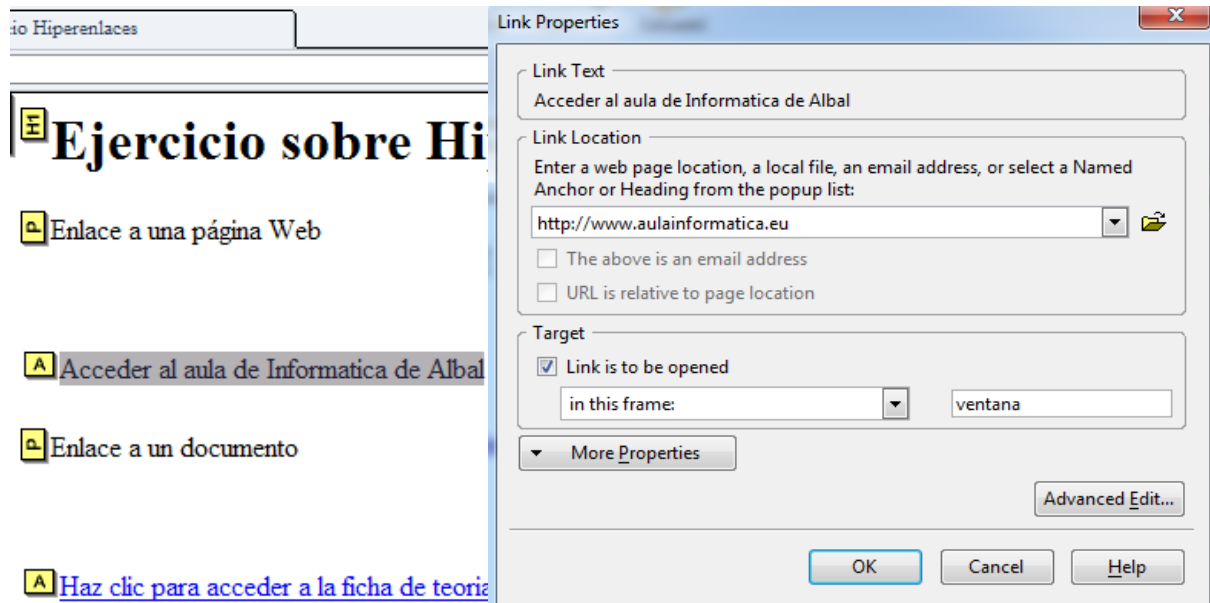 io Hiperenlaces
H1
Ejercicio sobre Hi
P
Enlace a una página Web
A
Acceder al aula de Informatica de Albal
P
Enlace a un documento
A
Haz clic para acceder a la ficha de teoria
Link Properties
Link Text
Acceder al aula de Informatica de Albal
Link Location
Enter a web page location, a local file, an email address, or select a Named
Anchor or Heading from the popup list:
http://www.aulainformatica.eu
The above is an email address
URL is relative to page location
Target
Link is to be opened
in this frame:
ventana
More Properties
Advanced Edit...
OK
Cancel
Help